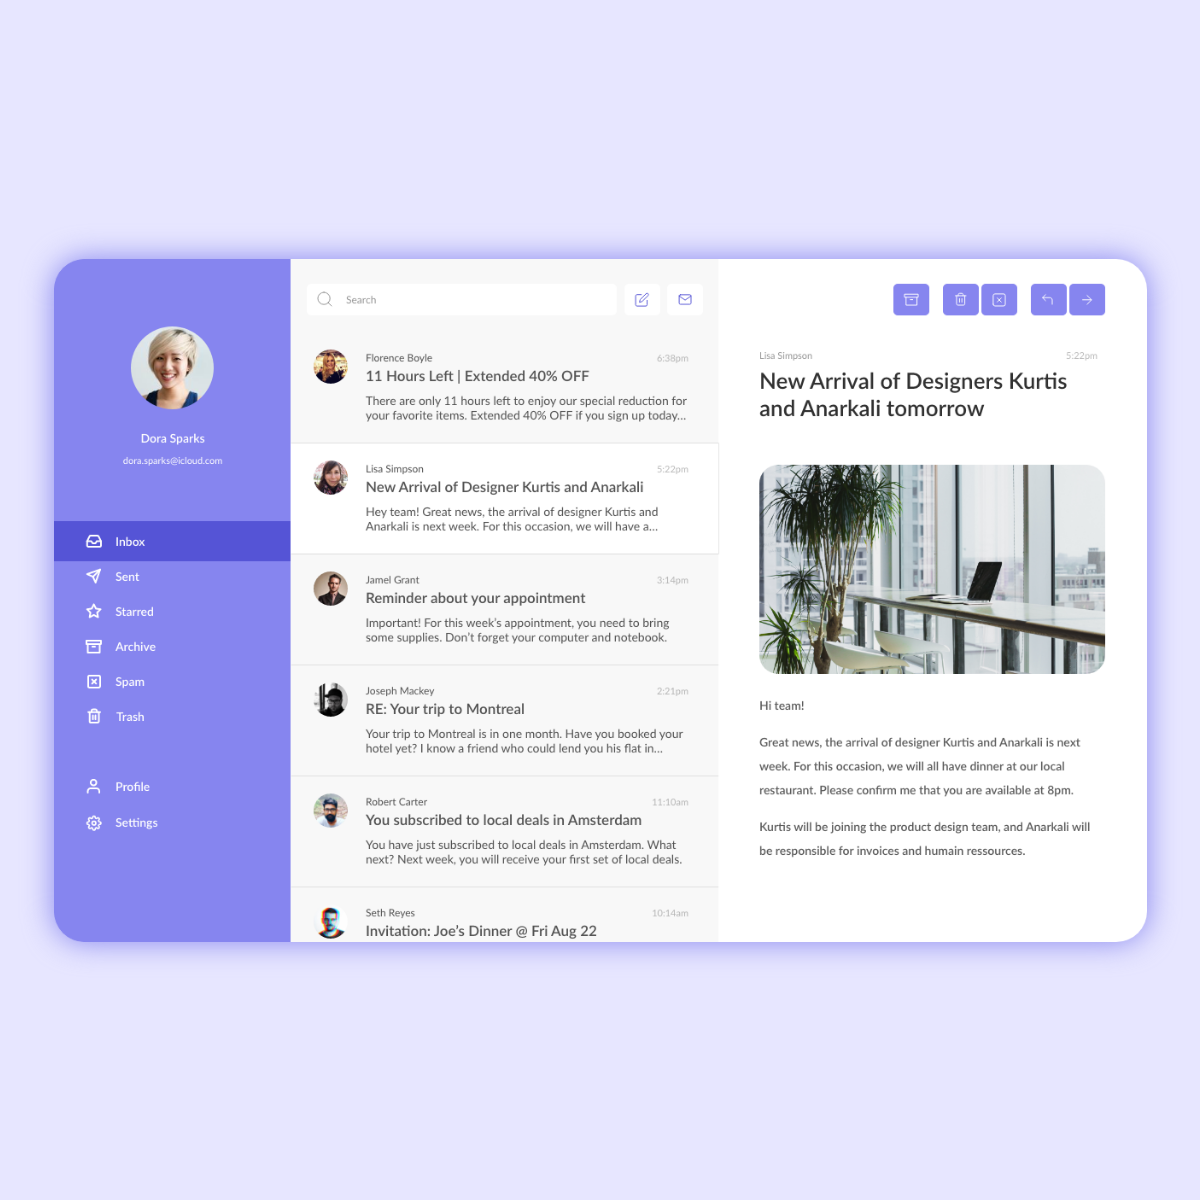 Dora Sparks
dora.sparks@icloud.com
Inbox
Sent
Starred
Archive
Spam
Trash
Profile
Settings
Search
Florence Boyle
6:38pm
11 Hours Left | Extended 40% OFF
There are only 11 hours left to enjoy our special reduction for
your favorite items. Extended 40% OFF if you sign up today...
Lisa Simpson
5:22pm
New Arrival of Designer Kurtis and Anarkali
Hey team! Great news, the arrival of designer Kurtis and
Anarkali is next week. For this occasion, we will have a...
Jamel Grant
3:14pm
Reminder about your appointment
Important! For this week’s appointment, you need to bring
some supplies. Don’t forget your computer and notebook.
Joseph Mackey
2:21pm
RE: Your trip to Montreal
Your trip to Montreal is in one month. Have you booked your
hotel yet? I know a friend who could lend you his flat in...
Robert Carter
11:10am
You subscribed to local deals in Amsterdam
You have just subscribed to local deals in Amsterdam. What
next? Next week, you will receive your first set of local deals.
Seth Reyes
10:14am
Invitation: Joe’s Dinner @ Fri Aug 22
Lisa Simpson
5:22pm
New Arrival of Designers Kurtis
and Anarkali tomorrow
Hi team!
Great news, the arrival of designer Kurtis and Anarkali is next
week. For this occasion, we will all have dinner at our local
restaurant. Please confirm me that you are available at 8pm.
Kurtis will be joining the product design team, and Anarkali will
be responsible for invoices and humain ressources.